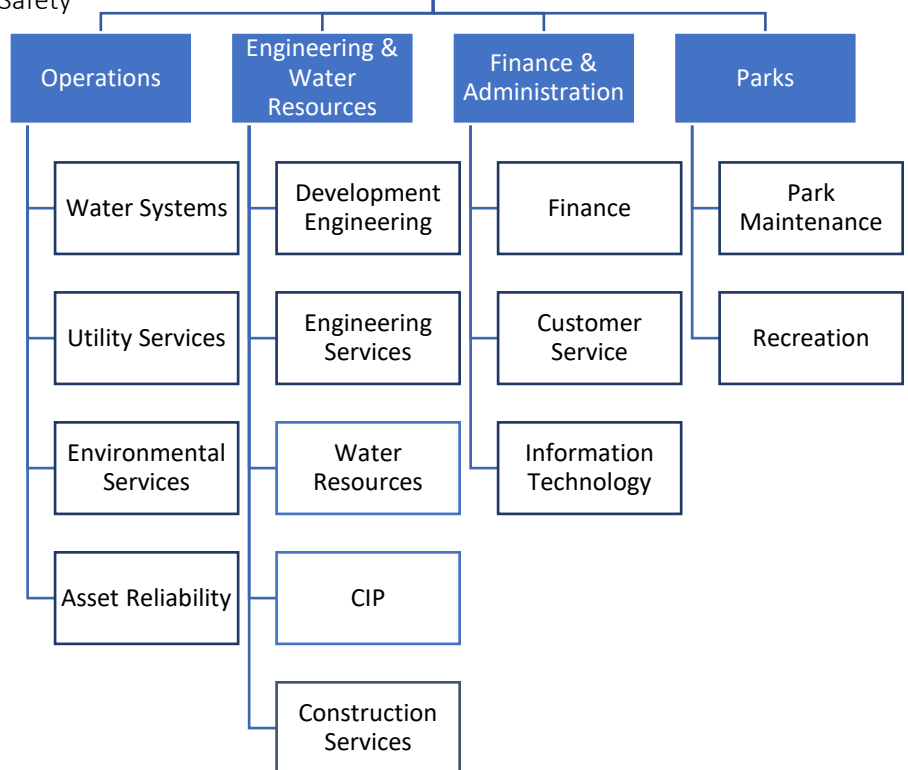 Safety
Operations
Engineering &
Water
Resources
Finance &
Administration
Parks
Water Systems
Development
Engineering
Finance
Park
Maintenance
Utility Services
Engineering
Services
Customer
Service
Recreation
Environmental
Services
Water
Resources
Information
Technology
Asset Reliability
CIP
Construction
Services